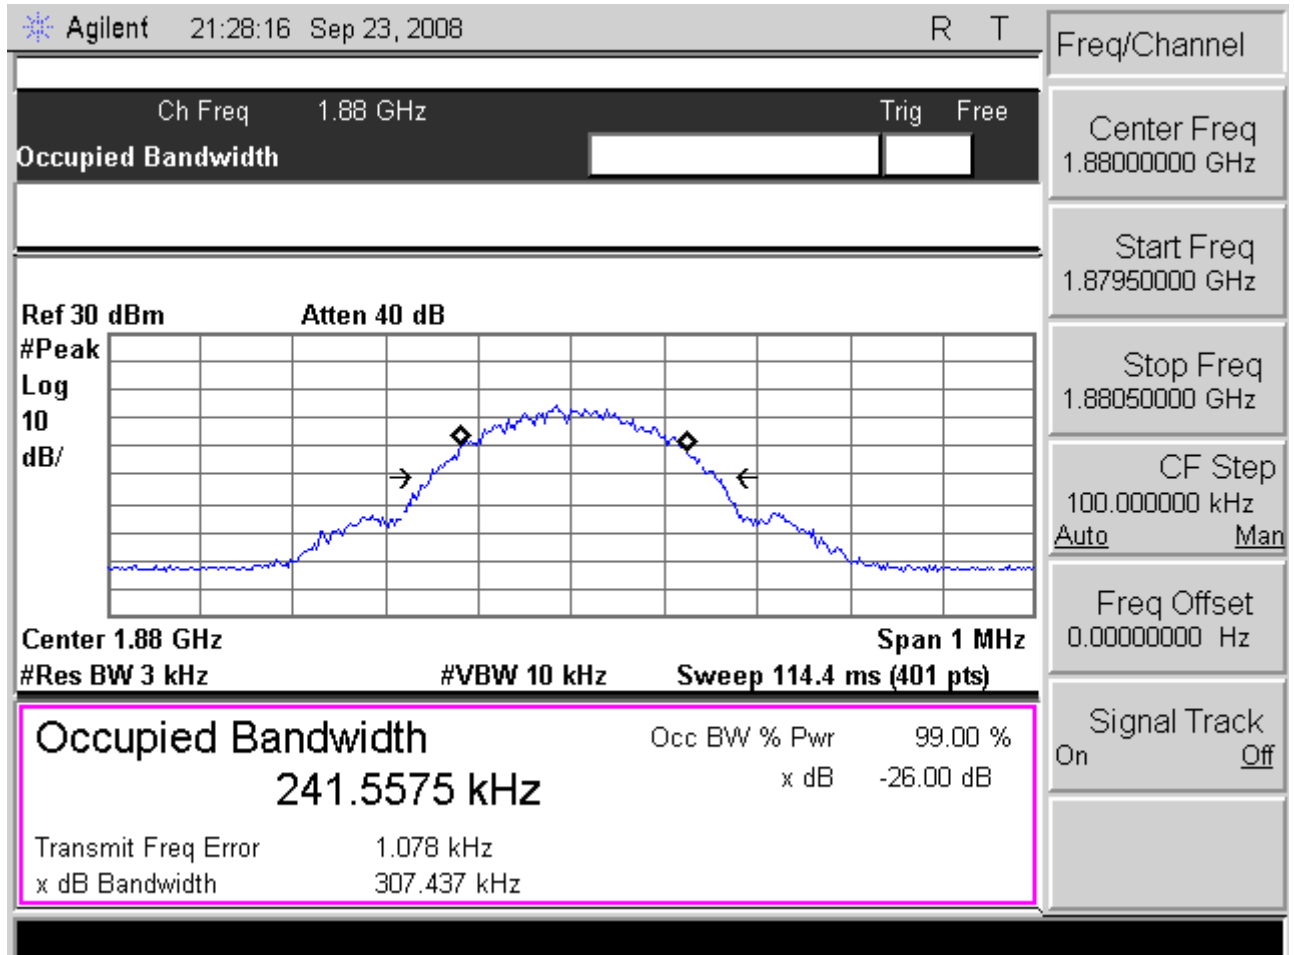 Agilent 21:28:16 Sep 23, 2008 R T
Ch Freq 1.88 GHz Trig Free
Occupied Bandwidth
Ref 30 dBm Atten 40 dB
#Peak
Log
10
dB/
Center 1.88 GHz Span 1 MHz
#Res BW 3 kHz #VBW 10 kHz Sweep 114.4 ms (401 pts)
Occupied Bandwidth Occ BW % Pwr 99.00 %
241.5575 kHz x dB -26.00 dB
Transmit Freq Error 1.078 kHz
x dB Bandwidth 307.437 kHz
Freq/Channel
Center Freq
1.88000000 GHz
Start Freq
1.87950000 GHz
Stop Freq
1.88050000 GHz
CF Step
100.000000 kHz
Auto Man
Freq Offset
0.00000000 Hz
Signal Track
On Off